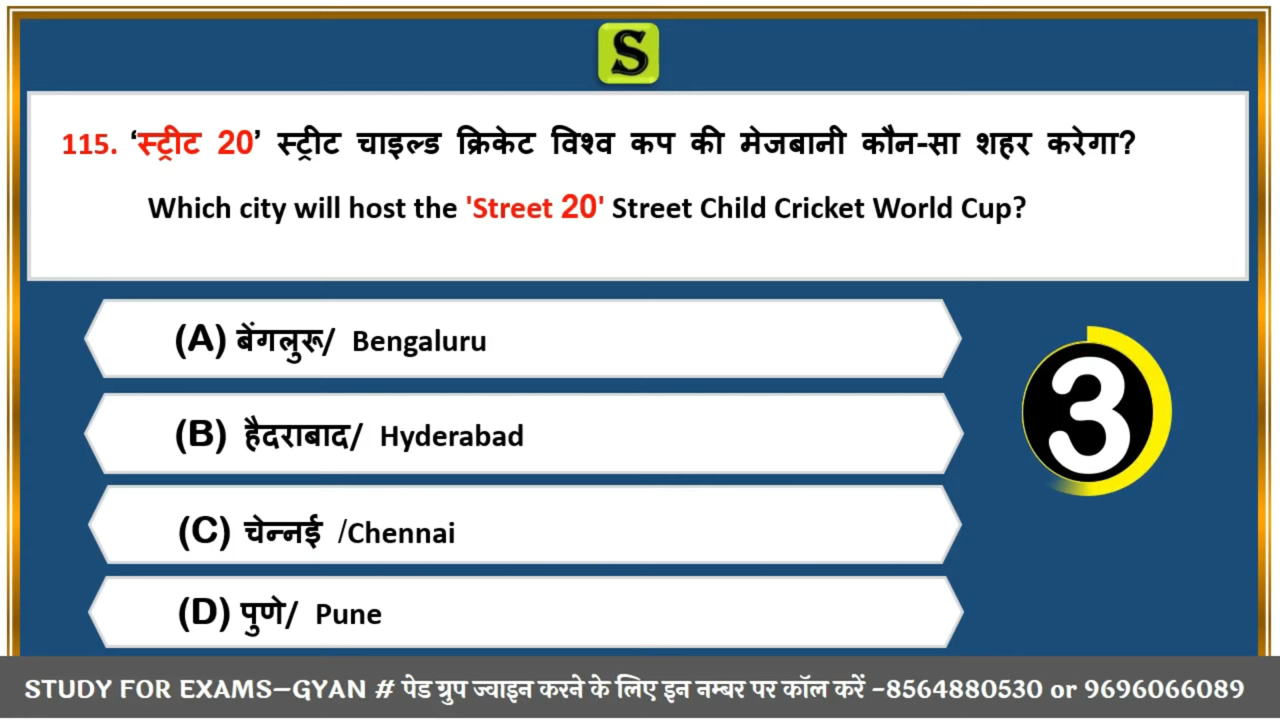 S
115. ‘स्ट्रीट 20’ स्ट्रीट चाइल्ड क्रिकेट विश्व कप की मेजबानी कौन-सा शहर करेगा?
Which city will host the 'Street 20' Street Child Cricket World Cup?
(A) बेंगलुरू/ Bengaluru
(B) हैदराबाद/ Hyderabad
3
(C) चेन्नई /Chennai
(D) पुणे/ Pune
STUDY FOR EXAMS–GYAN # पेड ग्रुप ज्वाइन करने के लिए इन नम्बर पर कॉल करें -8564880530 or 9696066089